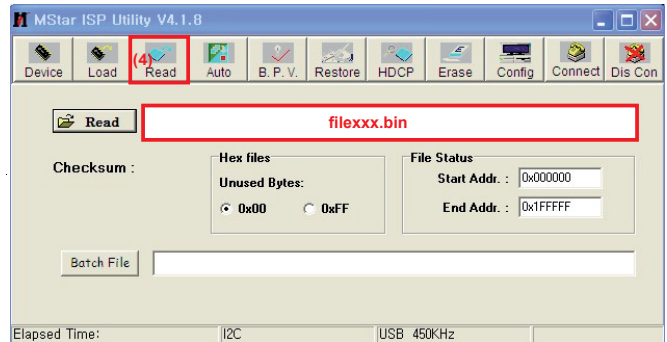 MStar ISP Utility V4.1.8
Device Load (4) Read Auto B. P. V. Restore HDCP Erase Config Connect Dis Con
Read filexxx.bin
Hex files File Status
Checksum : Unused Bytes: Start Addr. : 0x000000
0x00 0xFF End Addr. : 0x1FFFFF
Batch File
Elapsed Time: I2C USB 450KHz